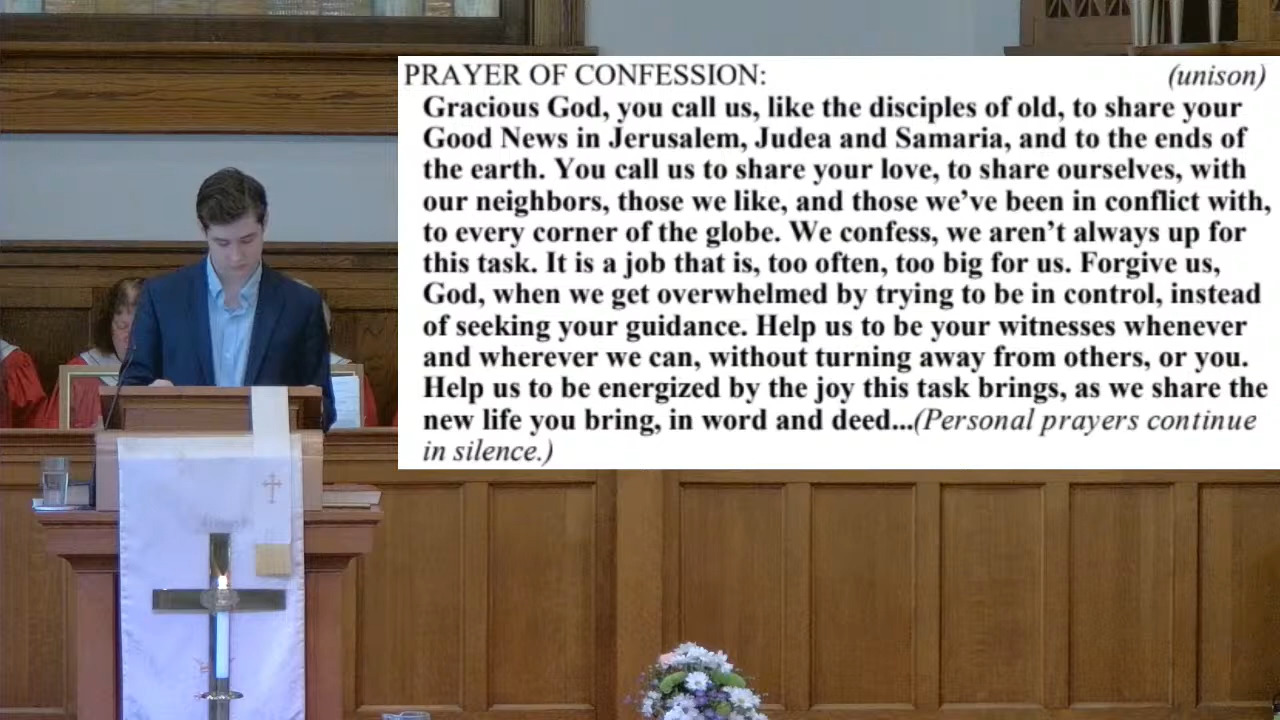 PRAYER OF CONFESSION: (unison)
Gracious God, you call us, like the disciples of old, to share your
Good News in Jerusalem, Judea and Samaria, and to the ends of
the earth. You call us to share your love, to share ourselves, with
our neighbors, those we like, and those we’ve been in conflict with,
to every corner of the globe. We confess, we aren’t always up for
this task. It is a job that is, too often, too big for us. Forgive us,
God, when we get overwhelmed by trying to be in control, instead
of seeking your guidance. Help us to be your witnesses whenever
and wherever we can, without turning away from others, or you.
Help us to be energized by the joy this task brings, as we share the
new life you bring, in word and deed...(Personal prayers continue
in silence.)